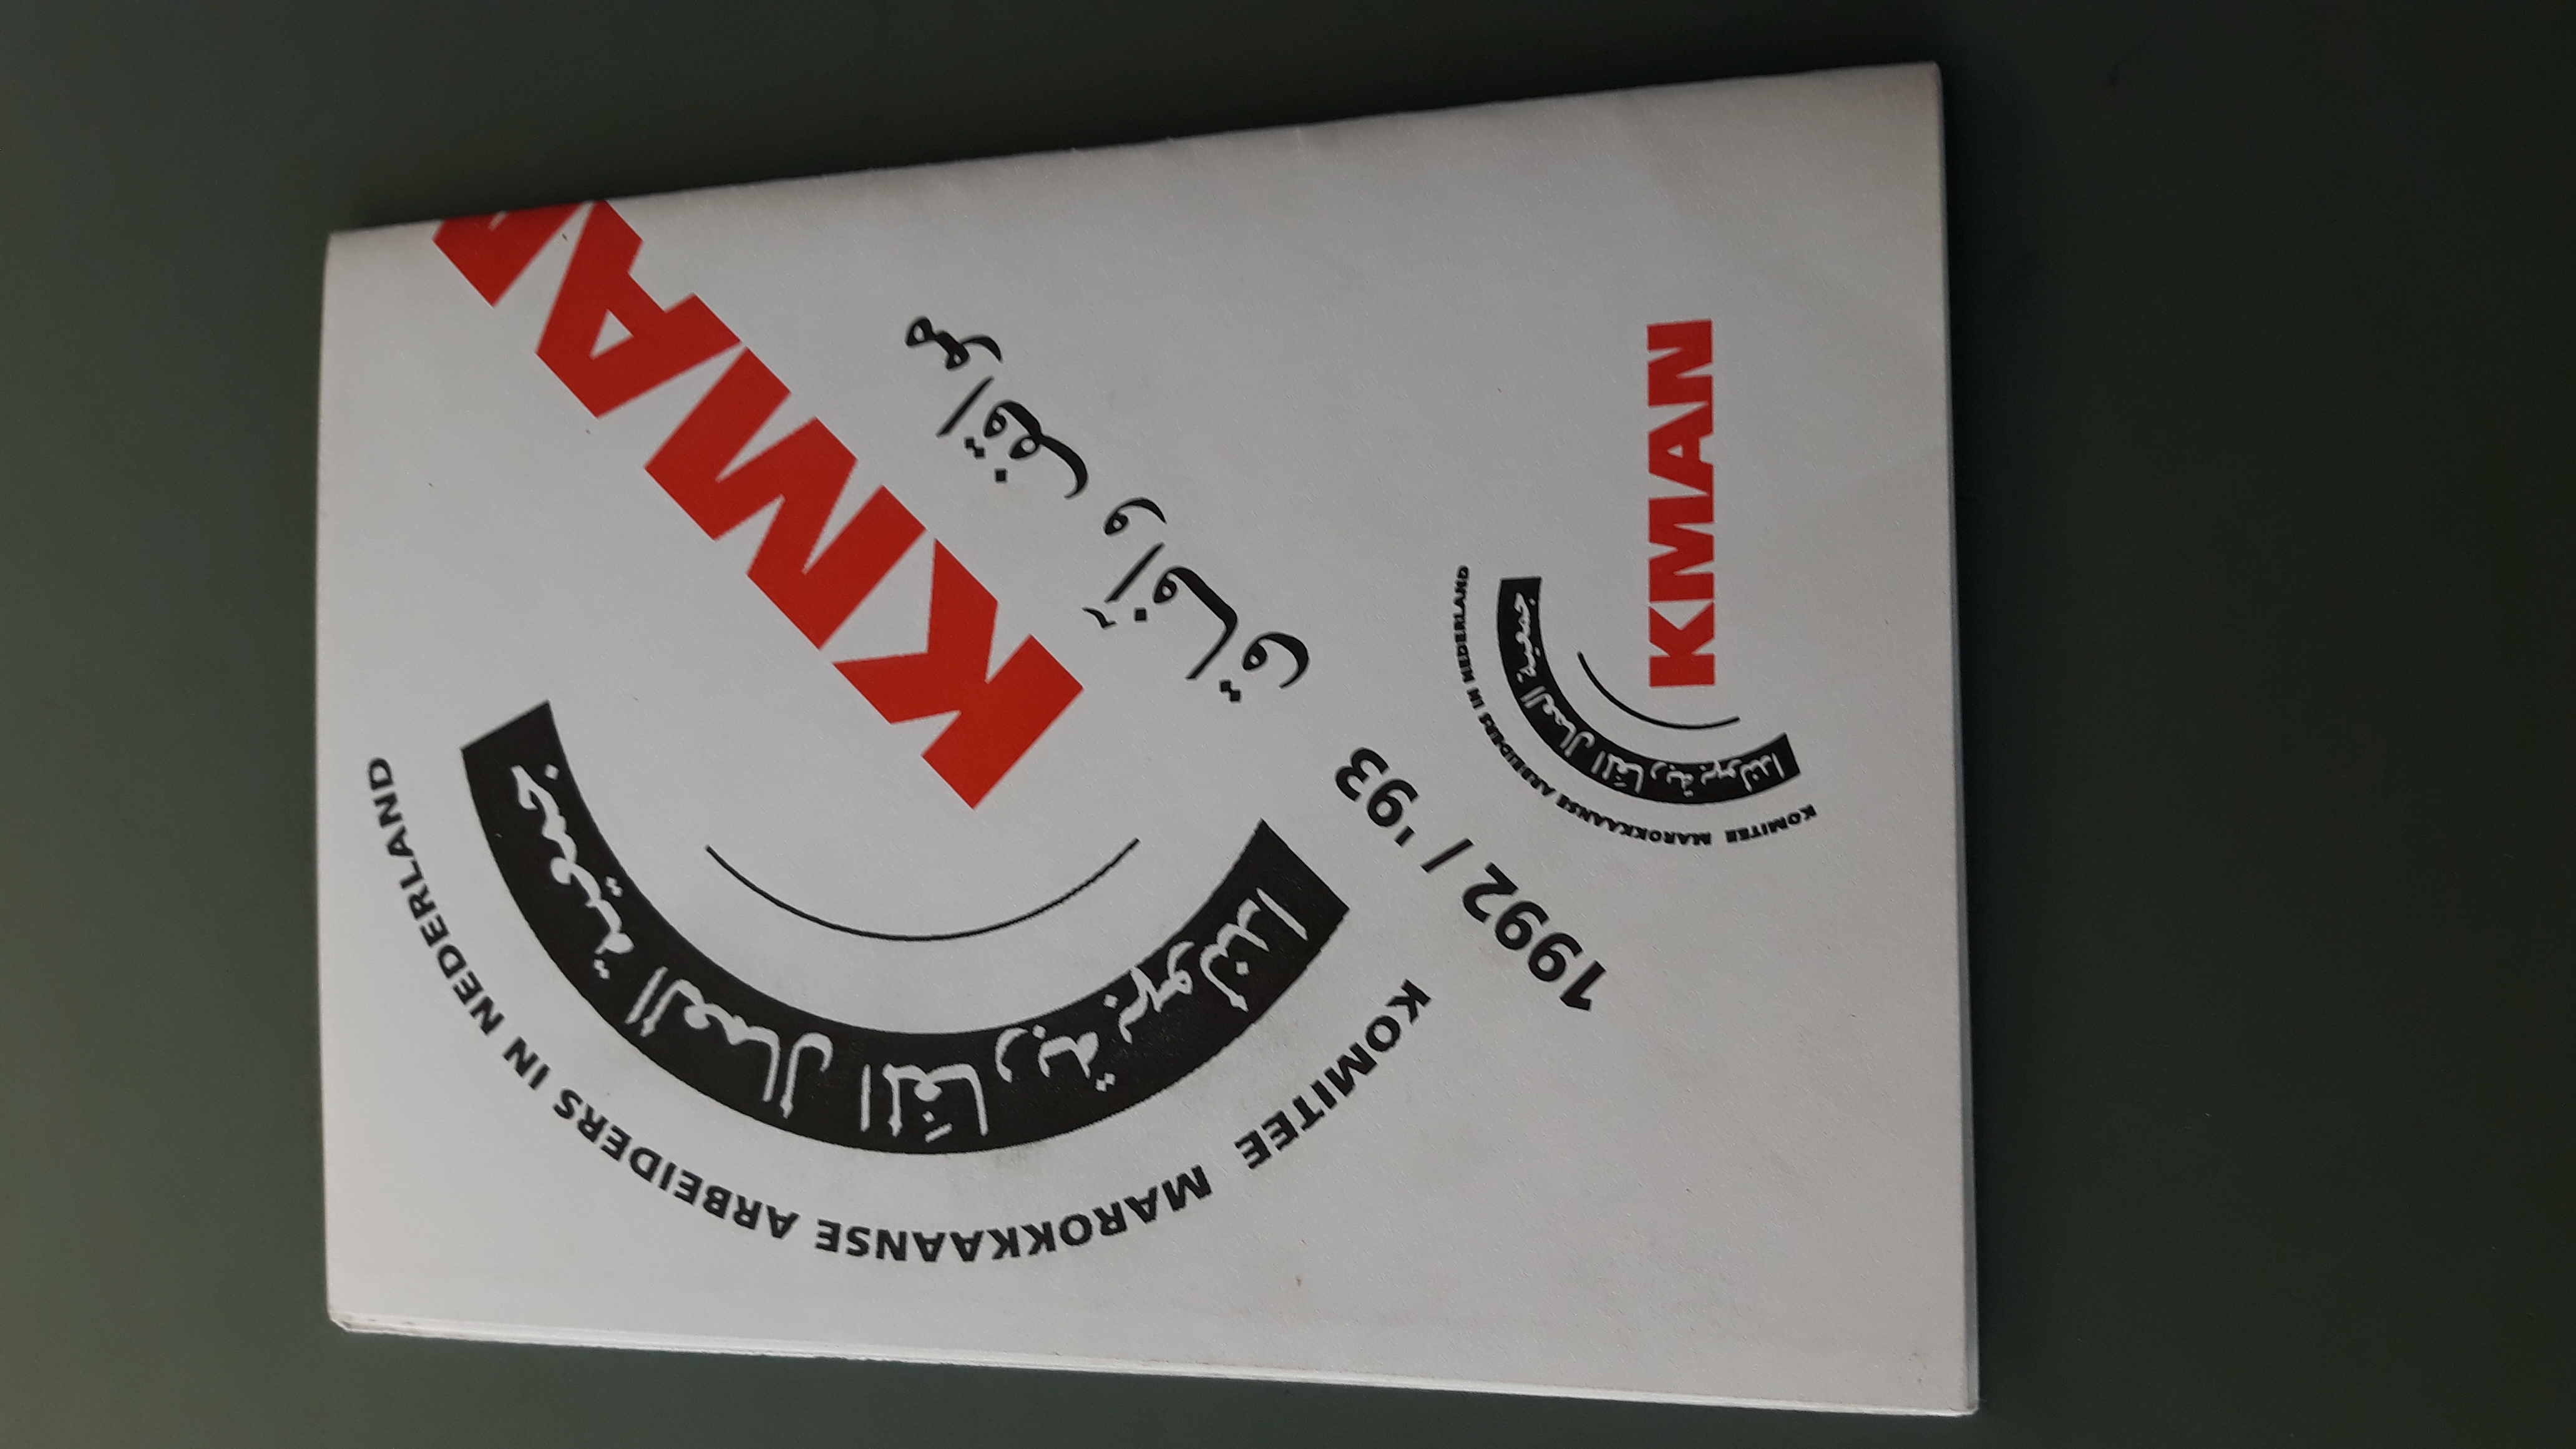 KOMITEE MAROKKAANSE ARBEIDERS IN NEDERLAND
جمعية العمال المغاربة بهولندا
KMA
مواقف وآفاق
1992 / '93
KOMITEE MAROKKAANSE ARBEIDERS IN NEDERLAND
جمعية العمال المغاربة بهولندا
KMAN